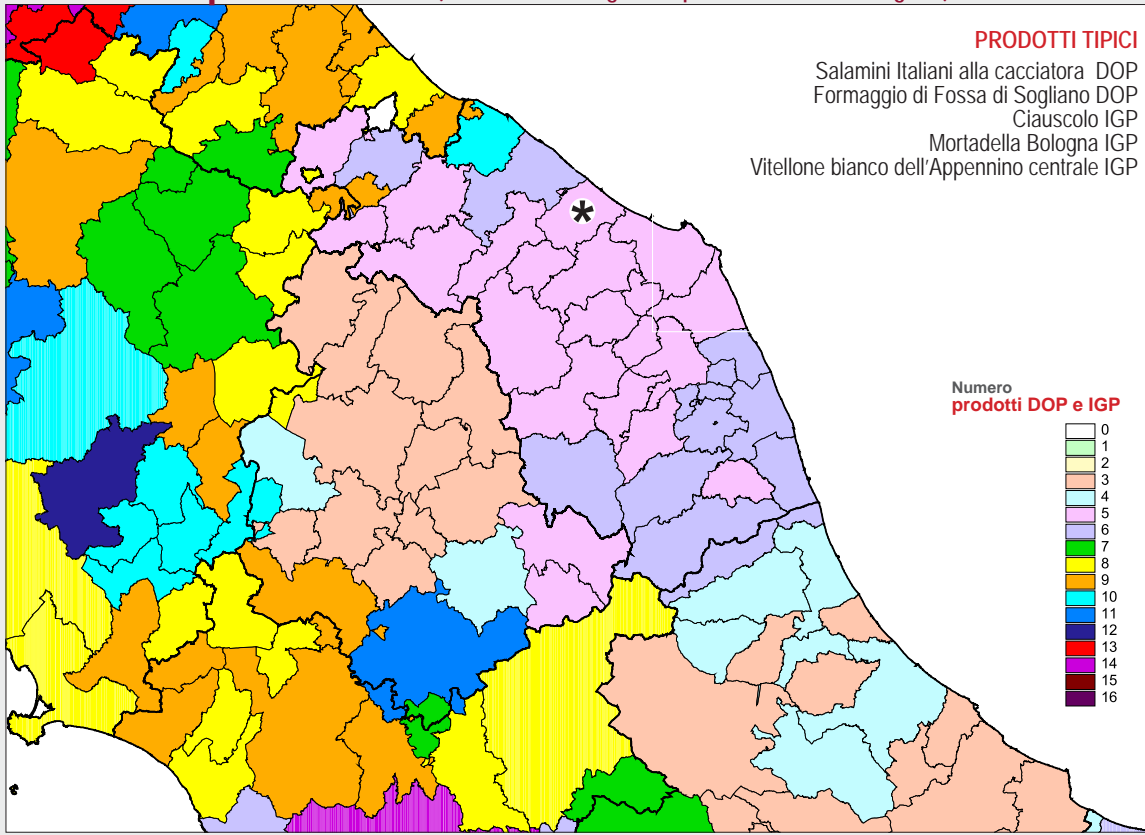 PRODOTTI TIPICI
Salamini Italiani alla cacciatora DOP
Formaggio di Fossa di Sogliano DOP
Ciauscolo IGP
Mortadella Bologna IGP
Vitellone bianco dell'Appennino centrale IGP
*
Numero
prodotti DOP e IGP
0
1
2
3
4
5
6
7
8
9
10
11
12
13
14
15
16
*